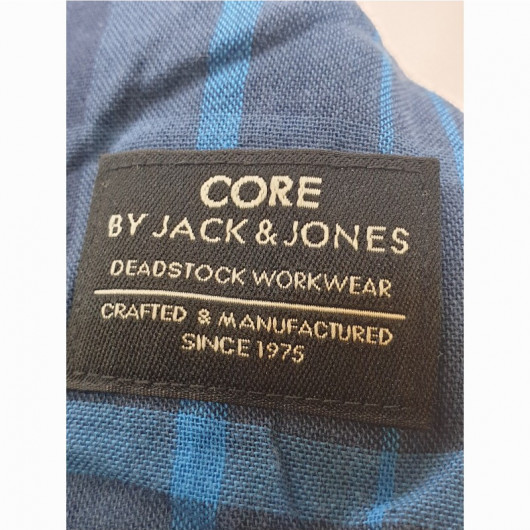 CORE
BY JACK & JONES
DEADSTOCK WORKWEAR
CRAFTED & MANUFACTURED
SINCE 1975